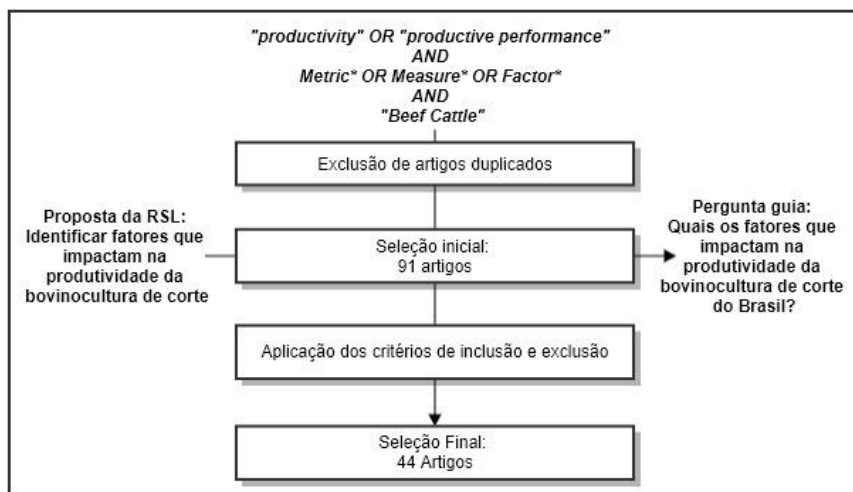 "productivity" OR "productive performance"
AND
Metric* OR Measure* OR Factor*
AND
"Beef Cattle"
Exclusão de artigos duplicados
Proposta da RSL:
Identificar fatores que
impactam na
produtividade da
bovinocultura de corte
Seleção inicial:
91 artigos
Pergunta guia:
Quais os fatores que
impactam na
produtividade da
bovinocultura de corte
do Brasil?
Aplicação dos critérios de inclusão e exclusão
Seleção Final:
44 Artigos